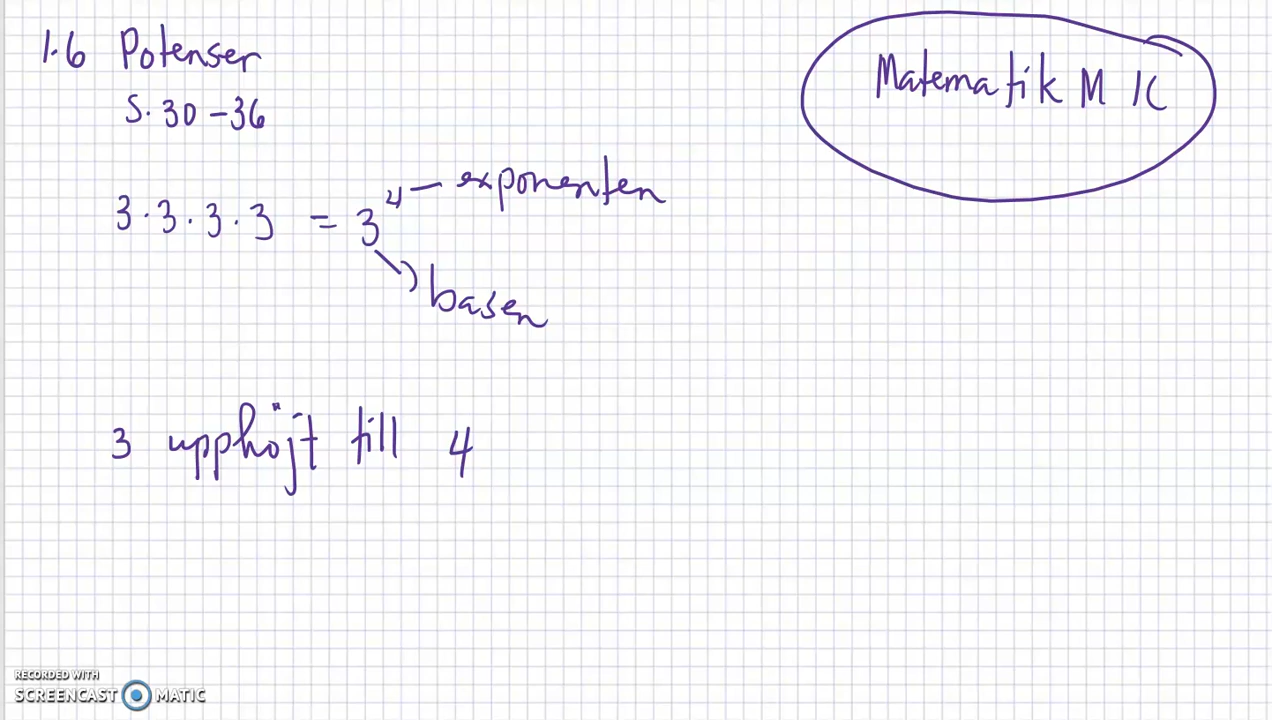 1.6 Potenser
S. 30 - 36
Matematik M 1C
3 · 3 · 3 · 3 = 3⁴ — exponenten
basen
3 upphöjt till 4
RECORDED WITH
SCREENCAST MATIC